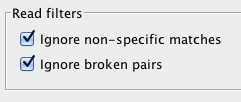 Read filters
Ignore non-specific matches
Ignore broken pairs